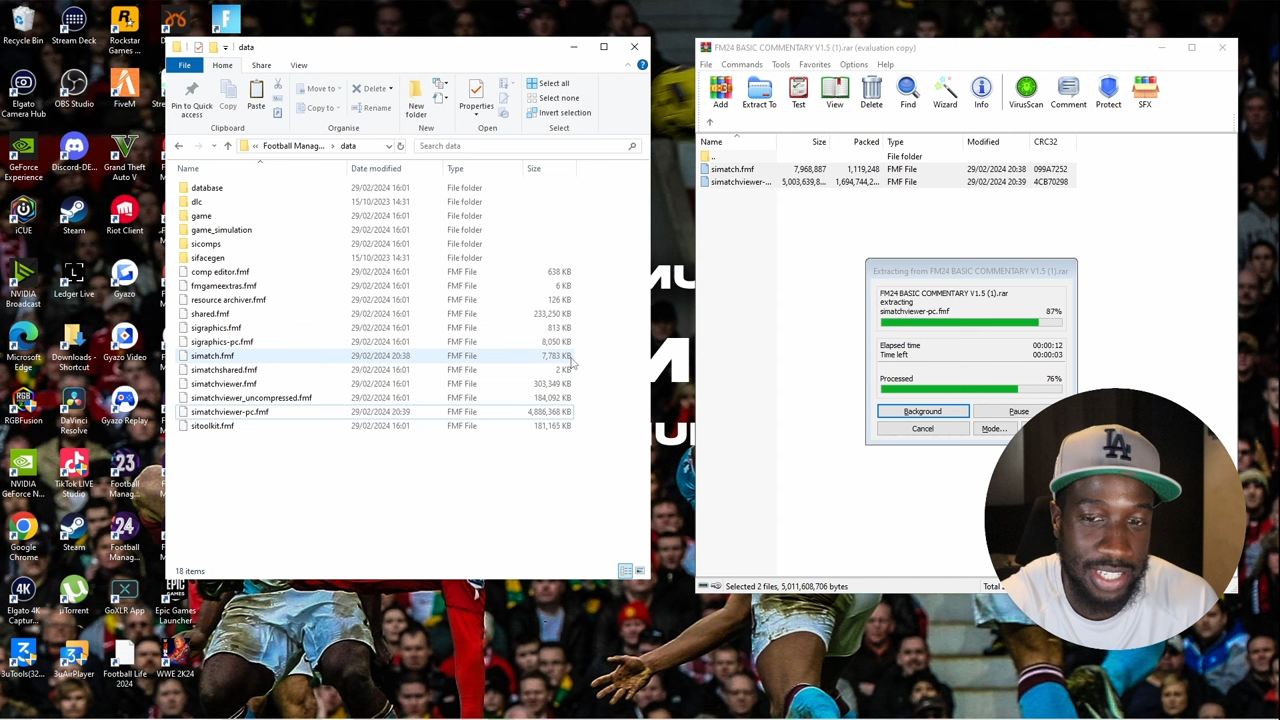 Recycle Bin
Stream Deck
Rockstar
Games ...
D
F
Elgato
Camera Hub
OBS Studio
FiveM
GeForce
Experience
Discord-DE...
Grand Theft
Auto V
iCUE
Steam
Riot Client
NVIDIA
Broadcast
Ledger Live
Gyazo
Microsoft
Edge
Downloads -
Shortcut
Gyazo Video
RGBFusion
DaVinci
Resolve
Gyazo Replay
NVIDIA
GeForce N...
TikTok LIVE
Studio
Football
Manag...
Google
Chrome
Steam
Football
Manag...
Elgato 4K
Captur...
µTorrent
GoXLR App
Epic Games
Launcher
3uTools(32...
3uAirPlayer
Football Life
2024
WWE 2K24
data
File
Home
Share
View
Pin to Quick
access
Copy
Paste
Clipboard
Move to
Copy to
Delete
Rename
Organise
New
folder
New
Properties
Open
Select all
Select none
Invert selection
Select
« Football Manag... › data
Search data
Name
Date modified
Type
Size
database 29/02/2024 16:01 File folder
dlc 15/10/2023 14:31 File folder
game 29/02/2024 16:01 File folder
game_simulation 29/02/2024 16:01 File folder
sicomps 29/02/2024 16:01 File folder
sifacegen 15/10/2023 14:31 File folder
comp editor.fmf 29/02/2024 16:01 FMF File 638 KB
fmgameextras.fmf 29/02/2024 16:01 FMF File 6 KB
resource archiver.fmf 29/02/2024 16:01 FMF File 126 KB
shared.fmf 29/02/2024 16:01 FMF File 233,250 KB
sigraphics.fmf 29/02/2024 16:01 FMF File 813 KB
sigraphics-pc.fmf 29/02/2024 16:01 FMF File 8,050 KB
simatch.fmf 29/02/2024 20:38 FMF File 7,783 KB
simatchshared.fmf 29/02/2024 16:01 FMF File 2 KB
simatchviewer.fmf 29/02/2024 16:01 FMF File 303,349 KB
simatchviewer_uncompressed.fmf 29/02/2024 16:01 FMF File 184,092 KB
simatchviewer-pc.fmf 29/02/2024 20:39 FMF File 4,886,368 KB
sitoolkit.fmf 29/02/2024 16:01 FMF File 181,165 KB
18 items
FM24 BASIC COMMENTARY V1.5 (1).rar (evaluation copy)
File Commands Tools Favorites Options Help
Add Extract To Test View Delete Find Wizard Info VirusScan Comment Protect SFX
Name Size Packed Type Modified CRC32
.. File folder
simatch.fmf 7,968,887 1,119,248 FMF File 29/02/2024 20:38 099A7252
simatchviewer-... 5,003,639,8... 1,694,744,2... FMF File 29/02/2024 20:39 4CB70298
Extracting from FM24 BASIC COMMENTARY V1.5 (1).rar
FM24 BASIC COMMENTARY V1.5 (1).rar
extracting
simatchviewer-pc.fmf 87%
Elapsed time 00:00:12
Time left 00:00:03
Processed 76%
Background Pause
Cancel Mode...
Selected 2 files, 5,011,608,706 bytes
LA